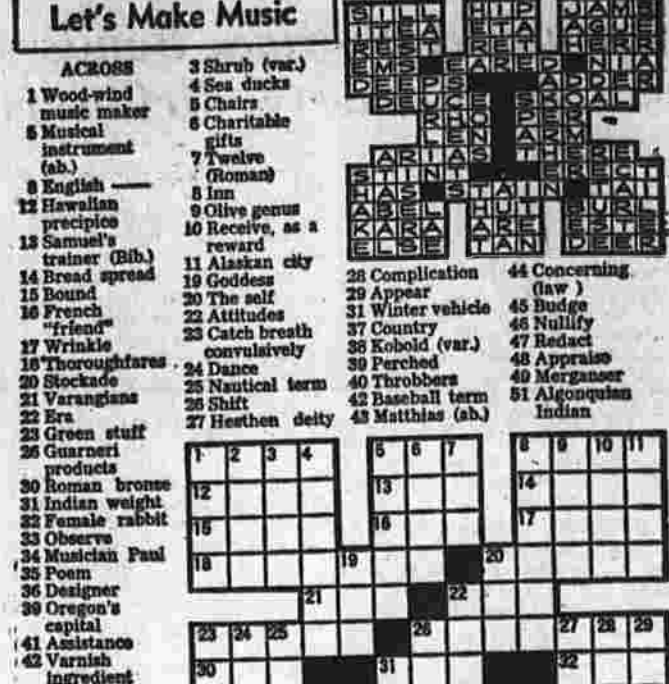 Let's Make Music
ACROSS
1 Wood-wind
music maker
5 Musical
instrument
(ab.)
8 English ——
12 Hawaiian
precipice
13 Samuel's
trainer (Bib.)
14 Bread spread
15 Bound
16 French
"friend"
17 Wrinkle
18 Thoroughfares
20 Stockade
21 Varangians
22 Era
23 Green stuff
26 Guarneri
products
30 Roman bronze
31 Indian weight
32 Female rabbit
33 Observe
34 Musician Paul
35 Poem
36 Designer
39 Oregon's
capital
41 Assistance
42 Varnish
ingredient
3 Shrub (var.)
4 Sea ducks
5 Chairs
6 Charitable
gifts
7 Twelve
(Roman)
8 Inn
9 Olive genus
10 Receive, as a
reward
11 Alaskan city
19 Goddess
20 The self
22 Attitudes
23 Catch breath
convulsively
24 Dance
25 Nautical term
26 Shift
27 Heathen deity
28 Complication
29 Appear
31 Winter vehicle
37 Country
38 Kobold (var.)
39 Perched
40 Throbbers
42 Baseball term
43 Matthias (ab.)
44 Concerning
(law )
45 Budge
46 Nullify
47 Redact
48 Appraise
49 Merganser
51 Algonquian
Indian
SILL HIP JAMB
ITEA ETA AGUE
REST RET HERR
EMS EARED NIA
DEEPS ADDER
DEUCE SKOAL
RHO PER
LEN ARM
ARIAS THERE
STINT ERECT
HAS STAIN TAI
ABEL HUT BURL
KARA ARE ESTE
ELSE TAN DEER
1 2 3 4 5 6 7 8 9 10 11
12 13 14
15 16 17
18 19 20
21 22
23 24 25 26 27 28 29
30 31 32